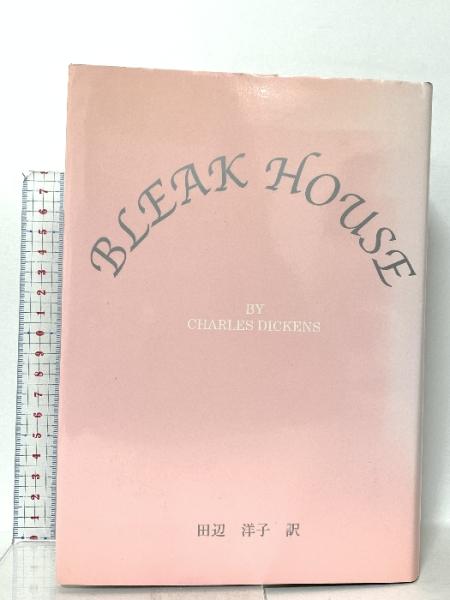 BLEAK HOUSE
BY
CHARLES DICKENS
田辺 洋子 訳